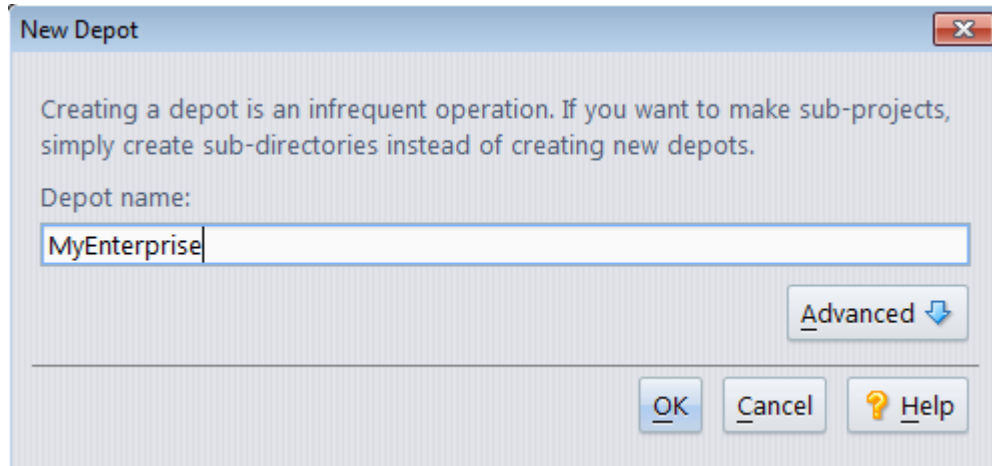 New Depot
Creating a depot is an infrequent operation. If you want to make sub-projects,
simply create sub-directories instead of creating new depots.
Depot name:
MyEnterprise
Advanced
OK Cancel Help